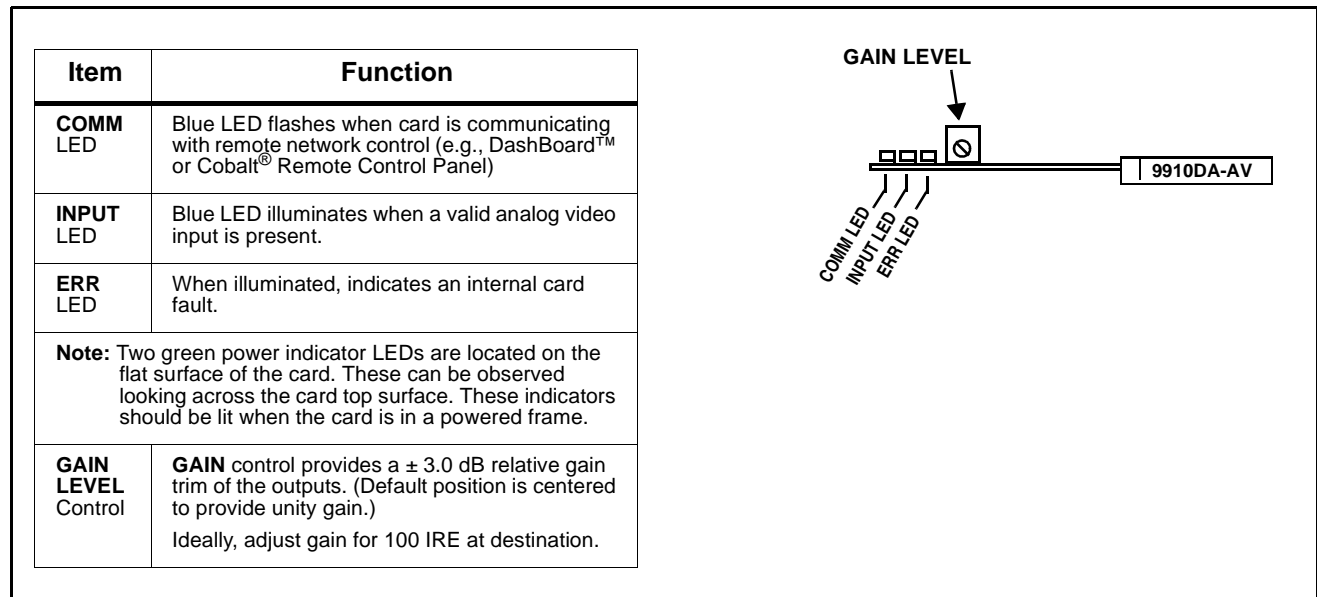 Item
Function
COMM
LED
Blue LED flashes when card is communicating
with remote network control (e.g., DashBoard™
or Cobalt® Remote Control Panel)
INPUT
LED
Blue LED illuminates when a valid analog video
input is present.
ERR
LED
When illuminated, indicates an internal card
fault.
Note: Two green power indicator LEDs are located on the
flat surface of the card. These can be observed
looking across the card top surface. These indicators
should be lit when the card is in a powered frame.
GAIN
LEVEL
Control
GAIN control provides a ± 3.0 dB relative gain
trim of the outputs. (Default position is centered
to provide unity gain.)
Ideally, adjust gain for 100 IRE at destination.
GAIN LEVEL
9910DA-AV
COMM LED
INPUT LED
ERR LED